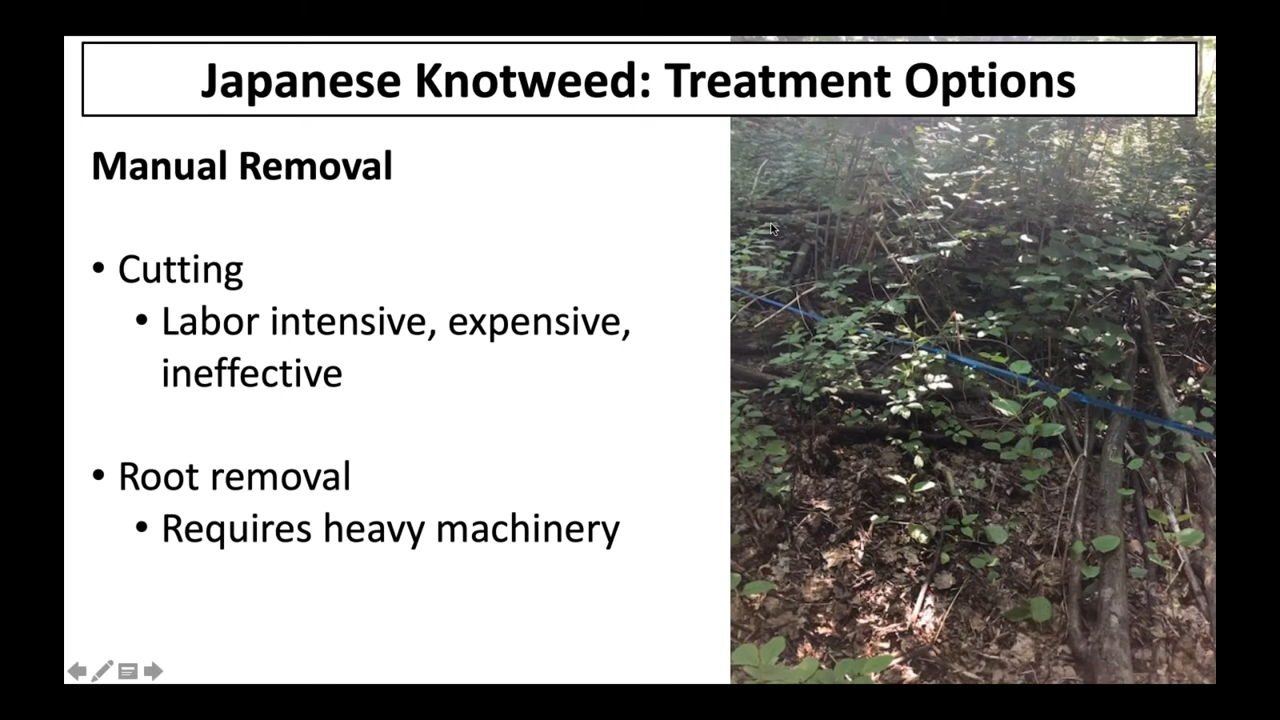 Japanese Knotweed: Treatment Options
Manual Removal
• Cutting
• Labor intensive, expensive,
ineffective
• Root removal
• Requires heavy machinery